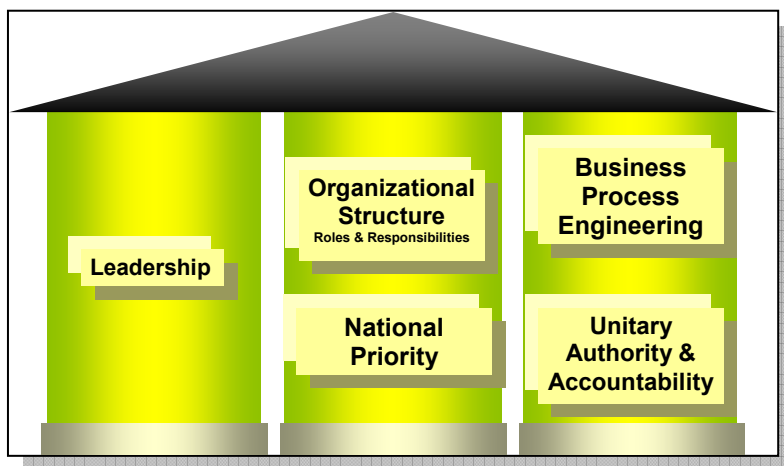 Leadership
Organizational
Structure
Roles & Responsibilities
National
Priority
Business
Process
Engineering
Unitary
Authority &
Accountability